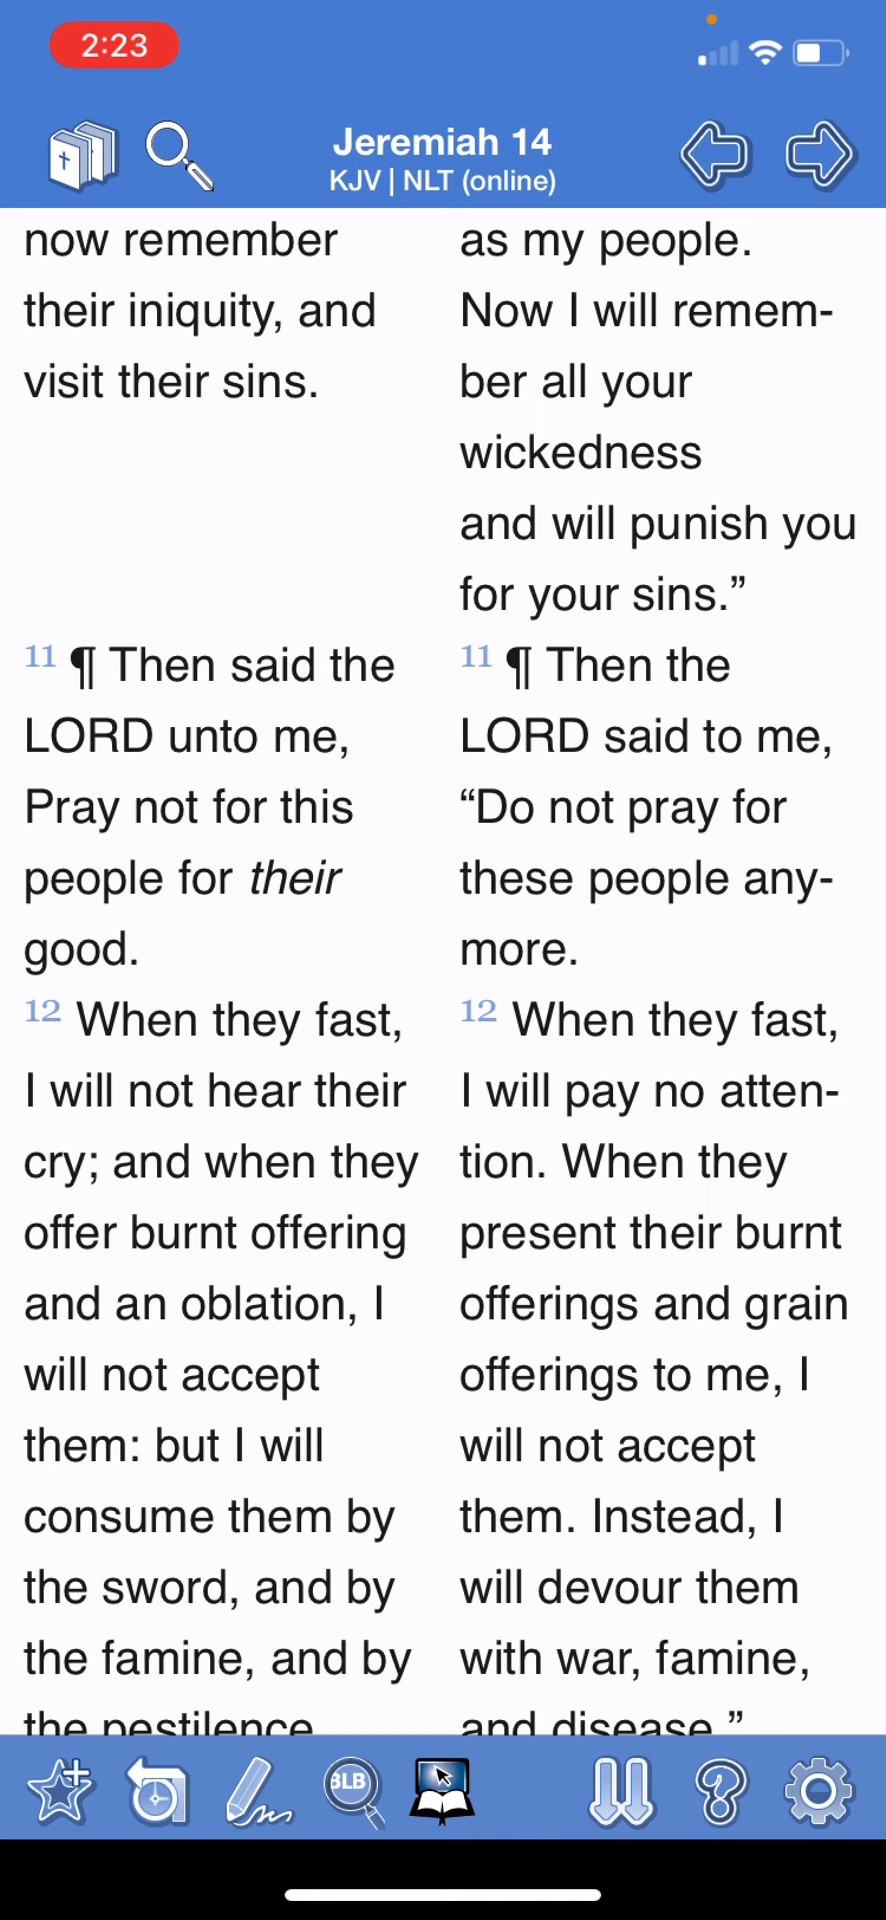 2:23
Jeremiah 14
KJV | NLT (online)
now remember
their iniquity, and
visit their sins.
11 ¶ Then said the
LORD unto me,
Pray not for this
people for their
good.
12 When they fast,
I will not hear their
cry; and when they
offer burnt offering
and an oblation, I
will not accept
them: but I will
consume them by
the sword, and by
the famine, and by
the pestilence
as my people.
Now I will remem-
ber all your
wickedness
and will punish you
for your sins.”
11 ¶ Then the
LORD said to me,
“Do not pray for
these people any-
more.
12 When they fast,
I will pay no atten-
tion. When they
present their burnt
offerings and grain
offerings to me, I
will not accept
them. Instead, I
will devour them
with war, famine,
and disease.”
BLB